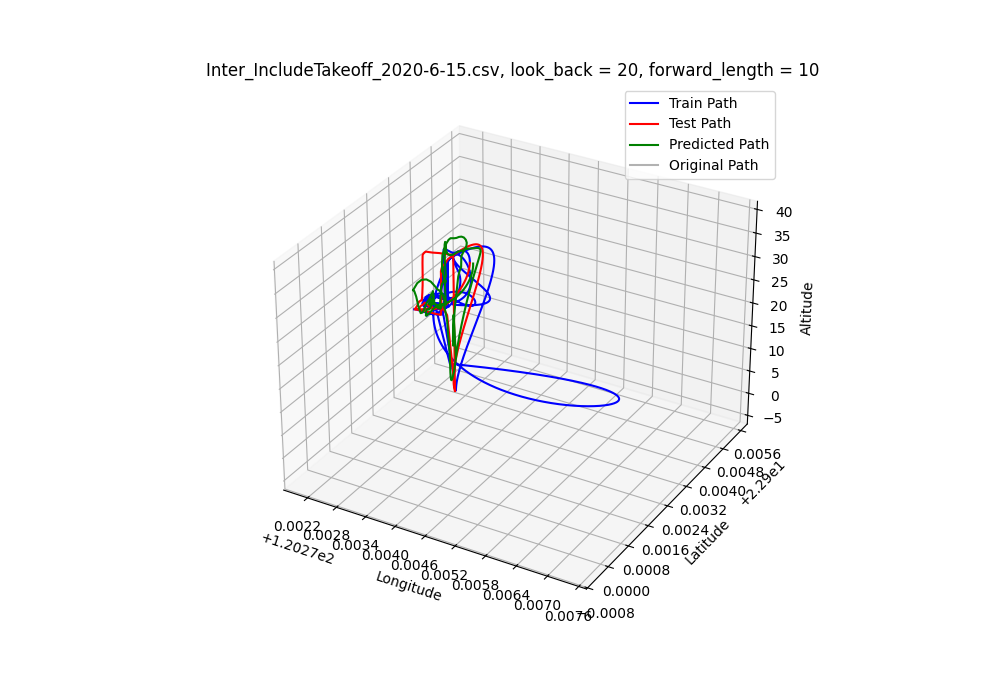 Inter_IncludeTakeoff_2020-6-15.csv, look_back = 20, forward_length = 10
Train Path
Test Path
Predicted Path
Original Path
40
35
30
25
20
15
10
5
0
−5
Altitude
0.0056
0.0048
0.0040
0.0032
0.0024
0.0016
0.0008
0.0000
−0.0008
+2.29e1
Latitude
0.0022
0.0028
0.0034
0.0040
0.0046
0.0052
0.0058
0.0064
0.0070
0.0076
+1.2027e2
Longitude